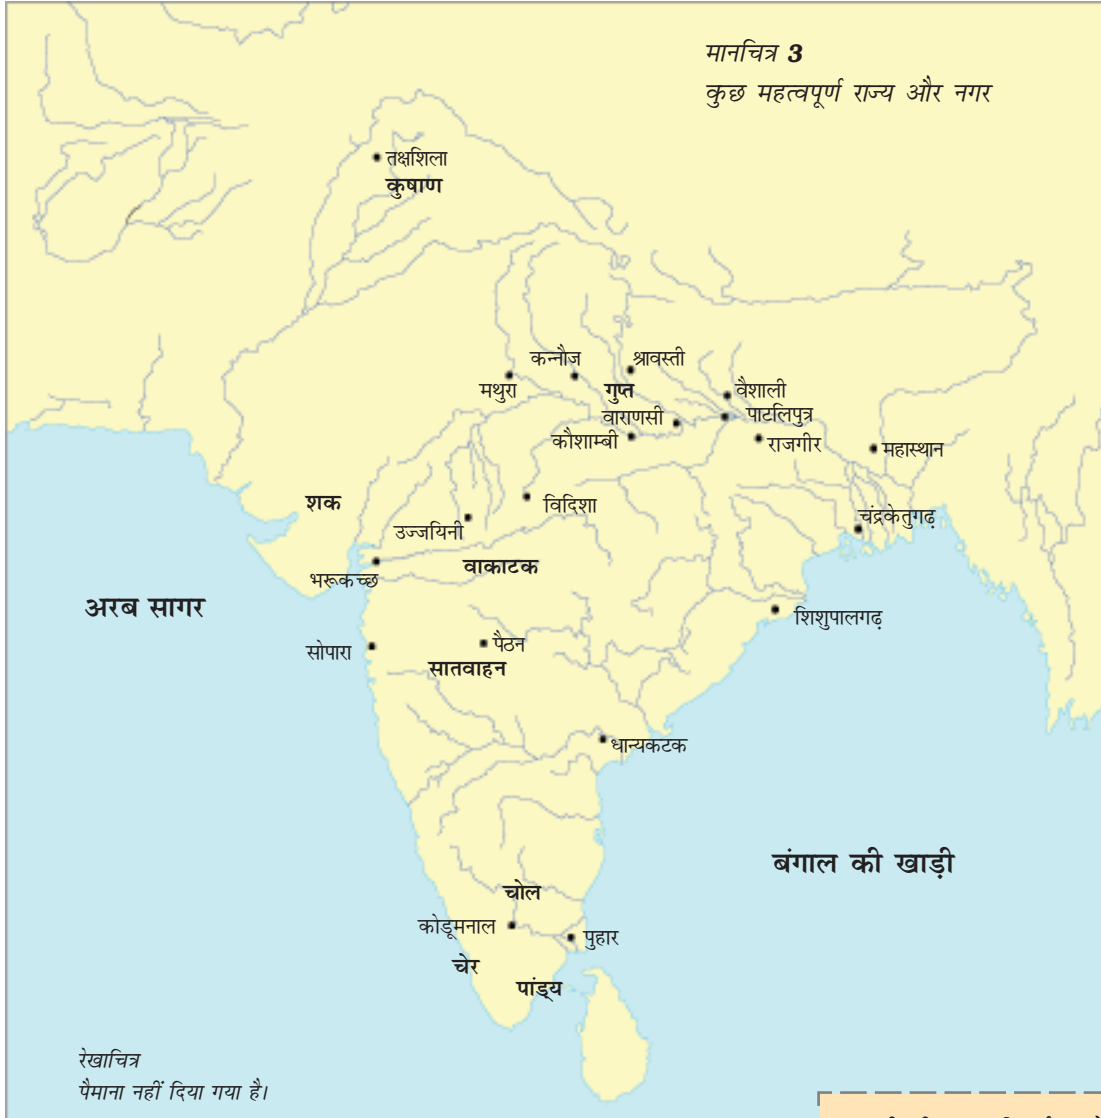 मानचित्र 3
कुछ महत्वपूर्ण राज्य और नगर
तक्षशिला
कुषाण
कन्नौज
श्रावस्ती
मथुरा
गुप्त
वैशाली
वाराणसी
पाटलिपुत्र
कौशाम्बी
राजगीर
महास्थान
शक
विदिशा
उज्जयिनी
चंद्रकेतुगढ़
वाकाटक
भरूकच्छ
अरब सागर
शिशुपालगढ़
सोपारा
पैठन
सातवाहन
धान्यकटक
बंगाल की खाड़ी
चोल
कोडूमनाल
पुहार
चेर
पांड्य
रेखाचित्र
पैमाना नहीं दिया गया है।